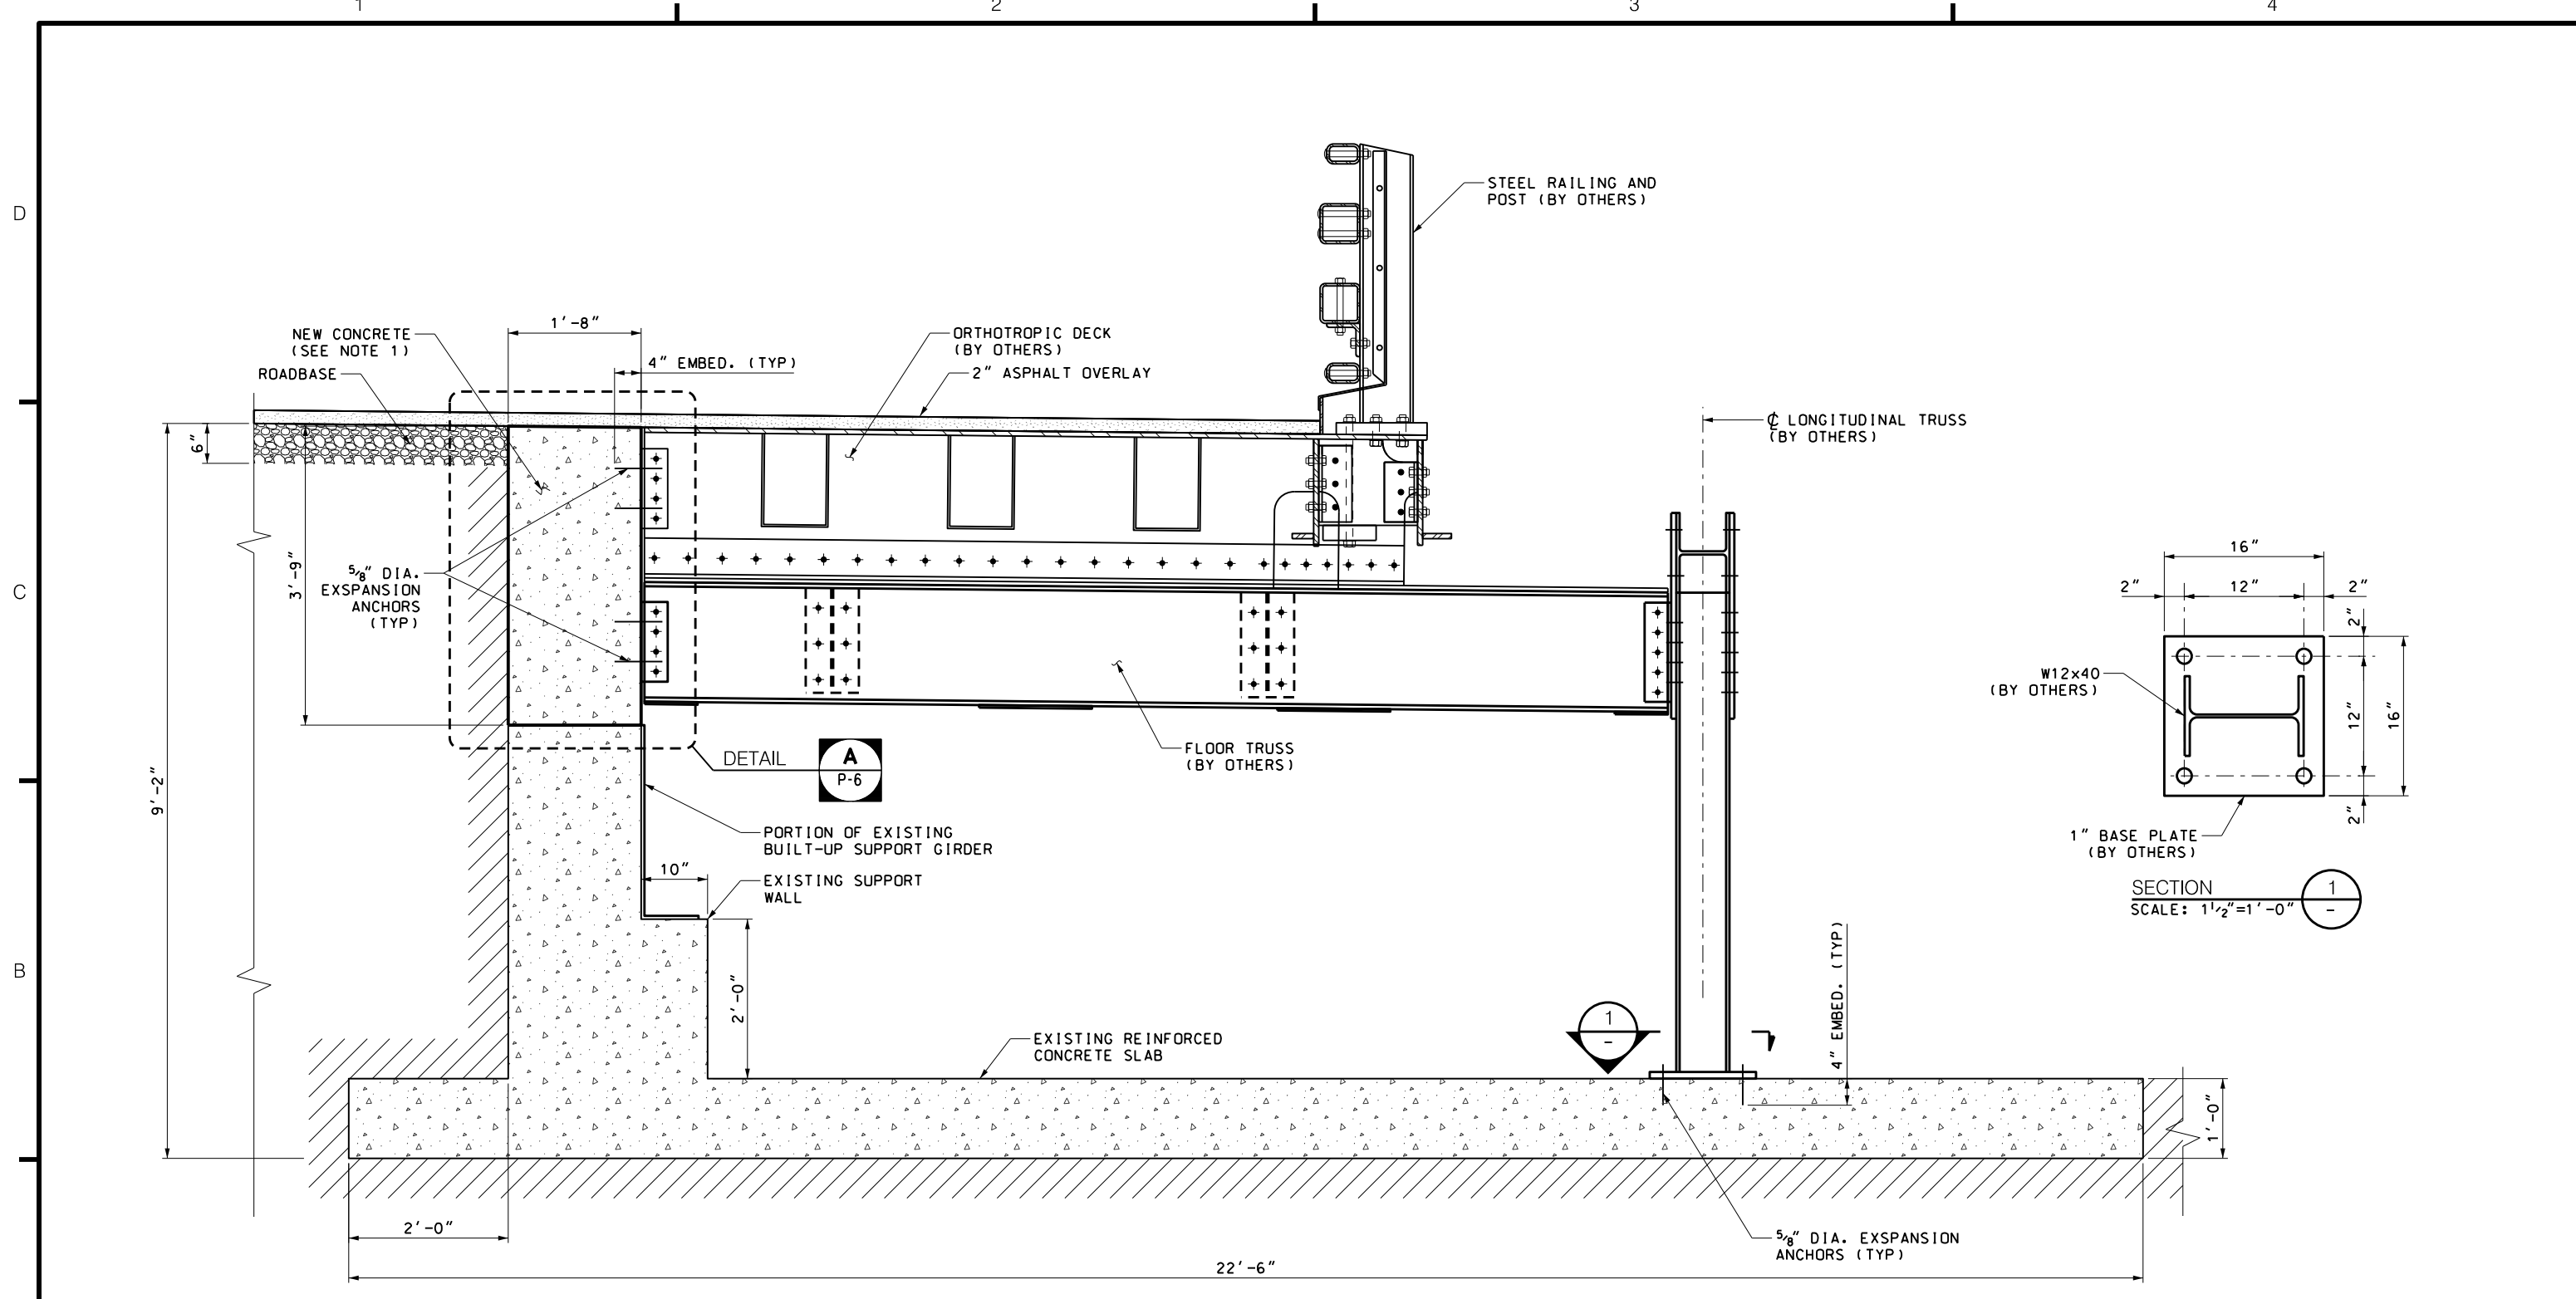 1
2
3
4
D
C
B
STEEL RAILING AND
POST (BY OTHERS)
NEW CONCRETE
(SEE NOTE 1)
ROADBASE
1'-8"
4" EMBED. (TYP)
ORTHOTROPIC DECK
(BY OTHERS)
2" ASPHALT OVERLAY
℄ LONGITUDINAL TRUSS
(BY OTHERS)
6"
3'-9"
9'-2"
5/8" DIA.
EXSPANSION
ANCHORS
(TYP)
DETAIL
A
P-6
FLOOR TRUSS
(BY OTHERS)
PORTION OF EXISTING
BUILT-UP SUPPORT GIRDER
10"
EXISTING SUPPORT
WALL
2'-0"
EXISTING REINFORCED
CONCRETE SLAB
1
-
4" EMBED. (TYP)
1'-0"
2'-0"
5/8" DIA. EXSPANSION
ANCHORS (TYP)
22'-6"
16"
2"
12"
2"
2"
W12x40
(BY OTHERS)
12"
16"
2"
1" BASE PLATE
(BY OTHERS)
SECTION
1
-
SCALE: 1 1/2"=1'-0"